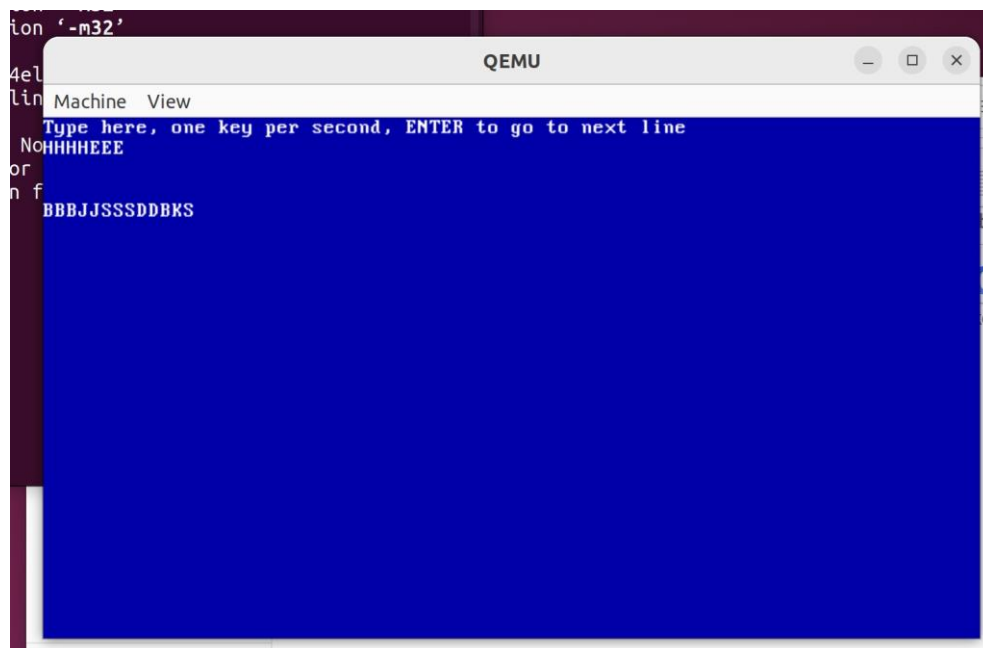 ion ‘-m32’
QEMU
4el
lin
Machine View
Type here, one key per second, ENTER to go to next line
No
HHHHEEE
or
n f
BBBJJSSSDDBKS